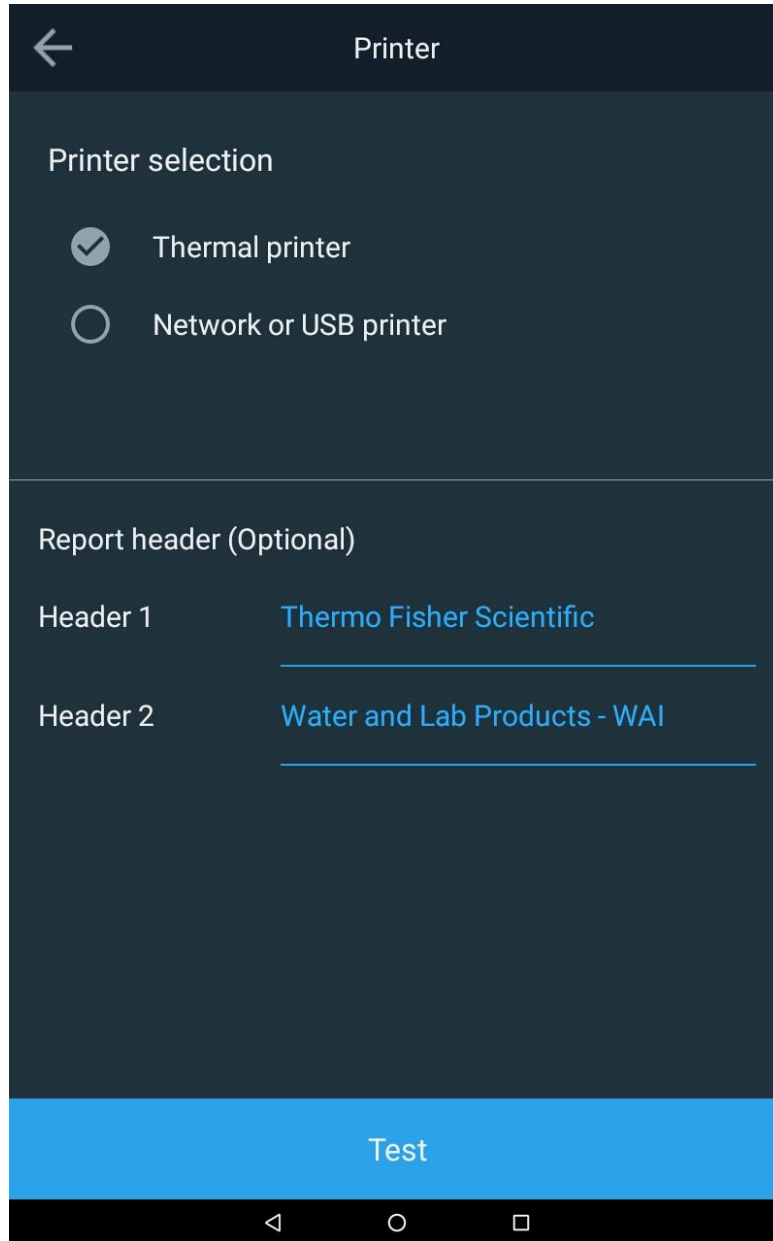 Printer
Printer selection
Thermal printer
Network or USB printer
Report header (Optional)
Header 1 Thermo Fisher Scientific
Header 2 Water and Lab Products - WAI
Test